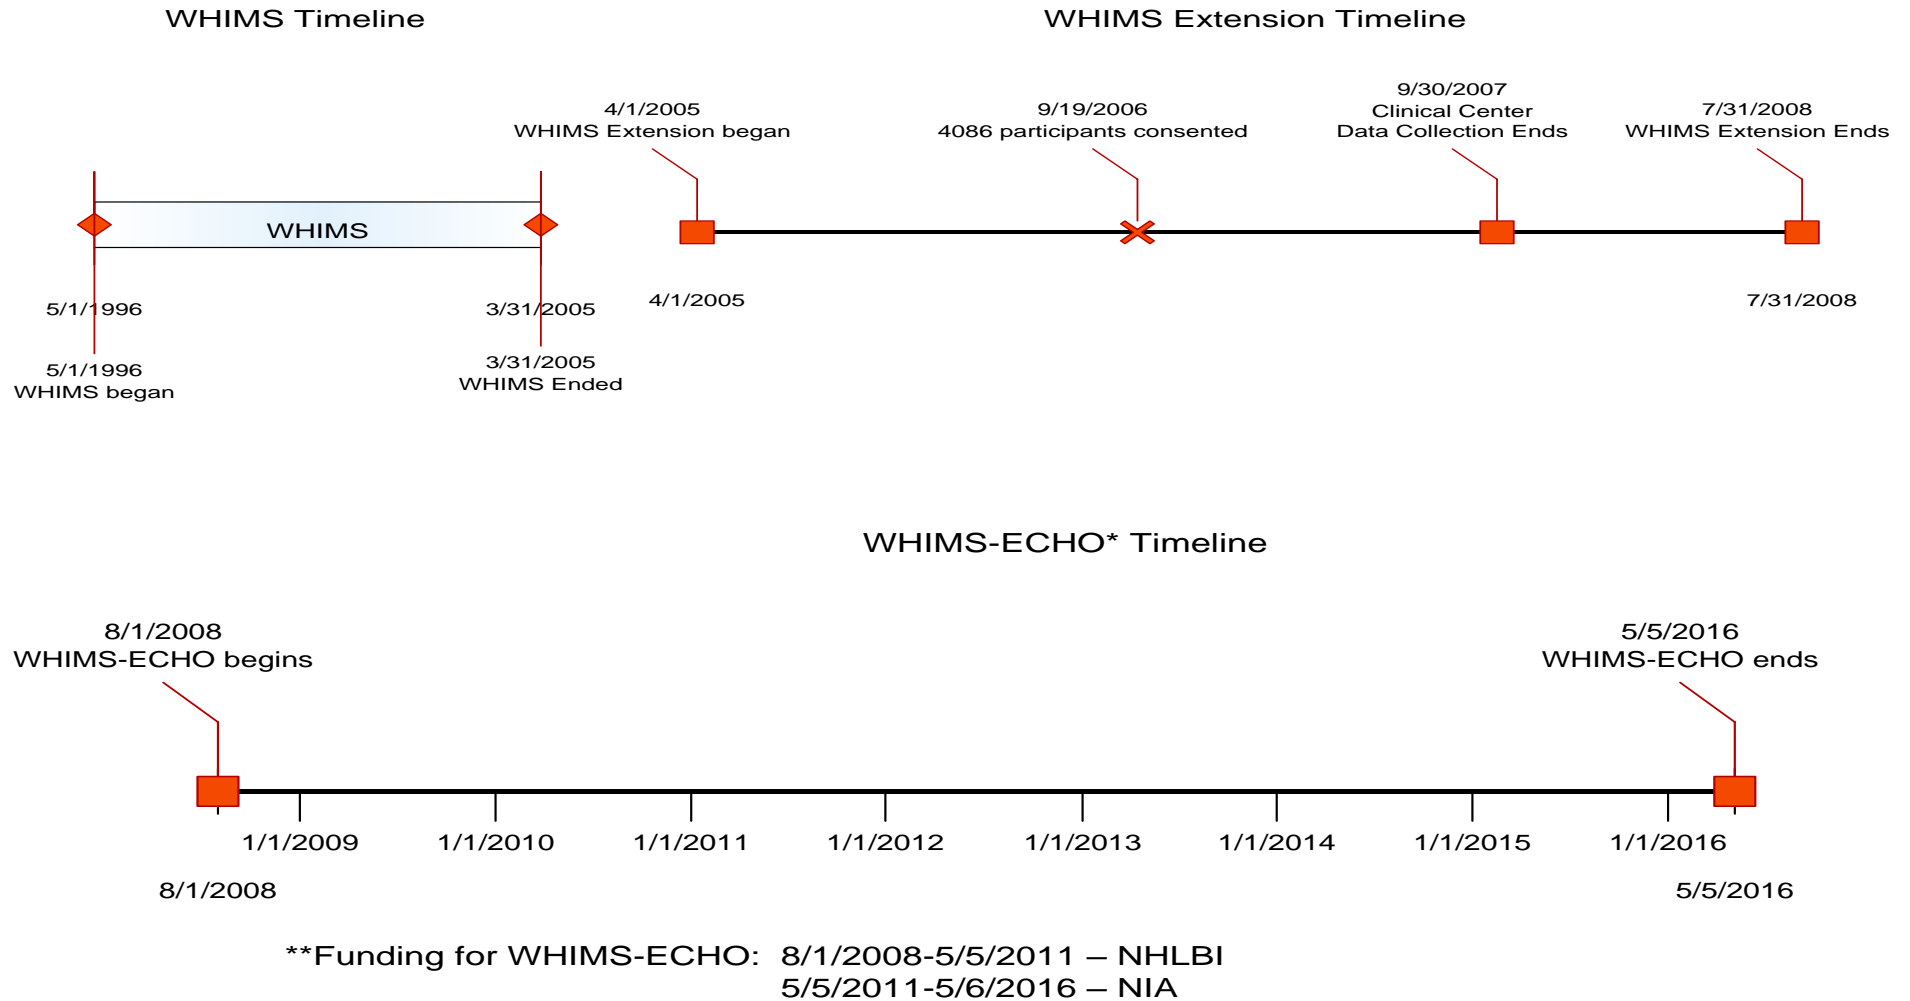 WHIMS Timeline
WHIMS
5/1/1996
3/31/2005
5/1/1996
WHIMS began
3/31/2005
WHIMS Ended
WHIMS Extension Timeline
4/1/2005
WHIMS Extension began
9/19/2006
4086 participants consented
9/30/2007
Clinical Center
Data Collection Ends
7/31/2008
WHIMS Extension Ends
4/1/2005
7/31/2008
WHIMS-ECHO* Timeline
8/1/2008
WHIMS-ECHO begins
5/5/2016
WHIMS-ECHO ends
1/1/2009
1/1/2010
1/1/2011
1/1/2012
1/1/2013
1/1/2014
1/1/2015
1/1/2016
8/1/2008
5/5/2016
**Funding for WHIMS-ECHO: 8/1/2008-5/5/2011 – NHLBI
5/5/2011-5/6/2016 – NIA